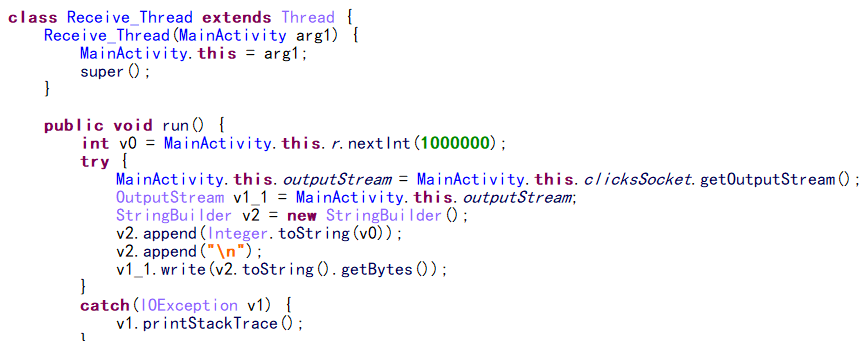 class Receive_Thread extends Thread {
    Receive_Thread(MainActivity arg1) {
        MainActivity.this = arg1;
        super();
    }

    public void run() {
        int v0 = MainActivity.this.r.nextInt(1000000);
        try {
            MainActivity.this.outputStream = MainActivity.this.clicksSocket.getOutputStream();
            OutputStream v1_1 = MainActivity.this.outputStream;
            StringBuilder v2 = new StringBuilder();
            v2.append(Integer.toString(v0));
            v2.append("\n");
            v1_1.write(v2.toString().getBytes());
        }
        catch(IOException v1) {
            v1.printStackTrace();
        }